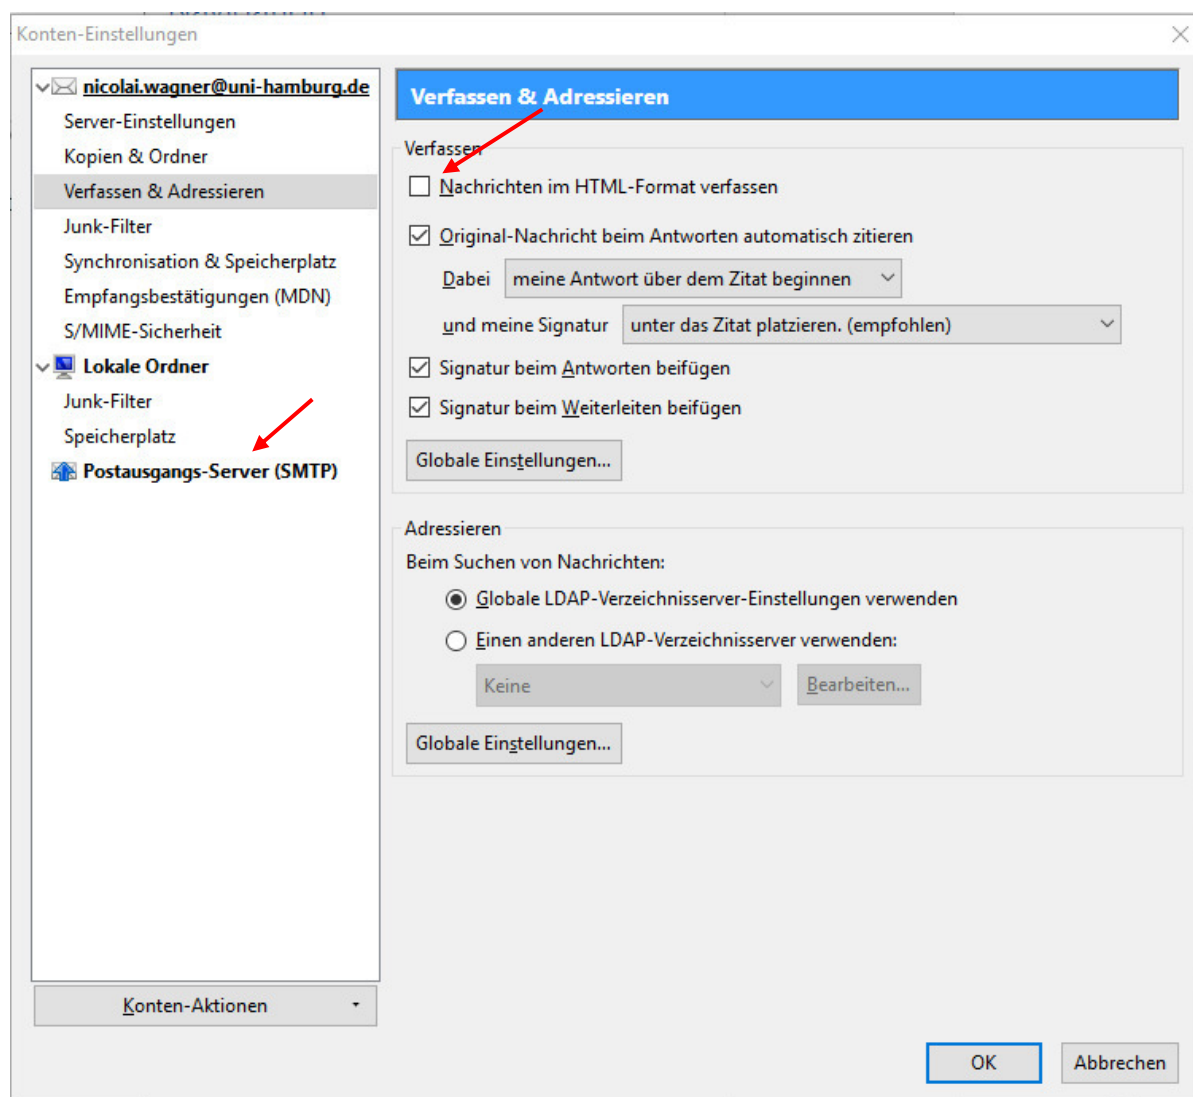 Konten-Einstellungen
nicolai.wagner@uni-hamburg.de
Server-Einstellungen
Kopien & Ordner
Verfassen & Adressieren
Junk-Filter
Synchronisation & Speicherplatz
Empfangsbestätigungen (MDN)
S/MIME-Sicherheit
Lokale Ordner
Junk-Filter
Speicherplatz
Postausgangs-Server (SMTP)
Konten-Aktionen
Verfassen & Adressieren
Verfassen
Nachrichten im HTML-Format verfassen
Original-Nachricht beim Antworten automatisch zitieren
Dabei meine Antwort über dem Zitat beginnen
und meine Signatur unter das Zitat platzieren. (empfohlen)
Signatur beim Antworten beifügen
Signatur beim Weiterleiten beifügen
Globale Einstellungen...
Adressieren
Beim Suchen von Nachrichten:
Globale LDAP-Verzeichnisserver-Einstellungen verwenden
Einen anderen LDAP-Verzeichnisserver verwenden:
Keine Bearbeiten...
Globale Einstellungen...
OK Abbrechen